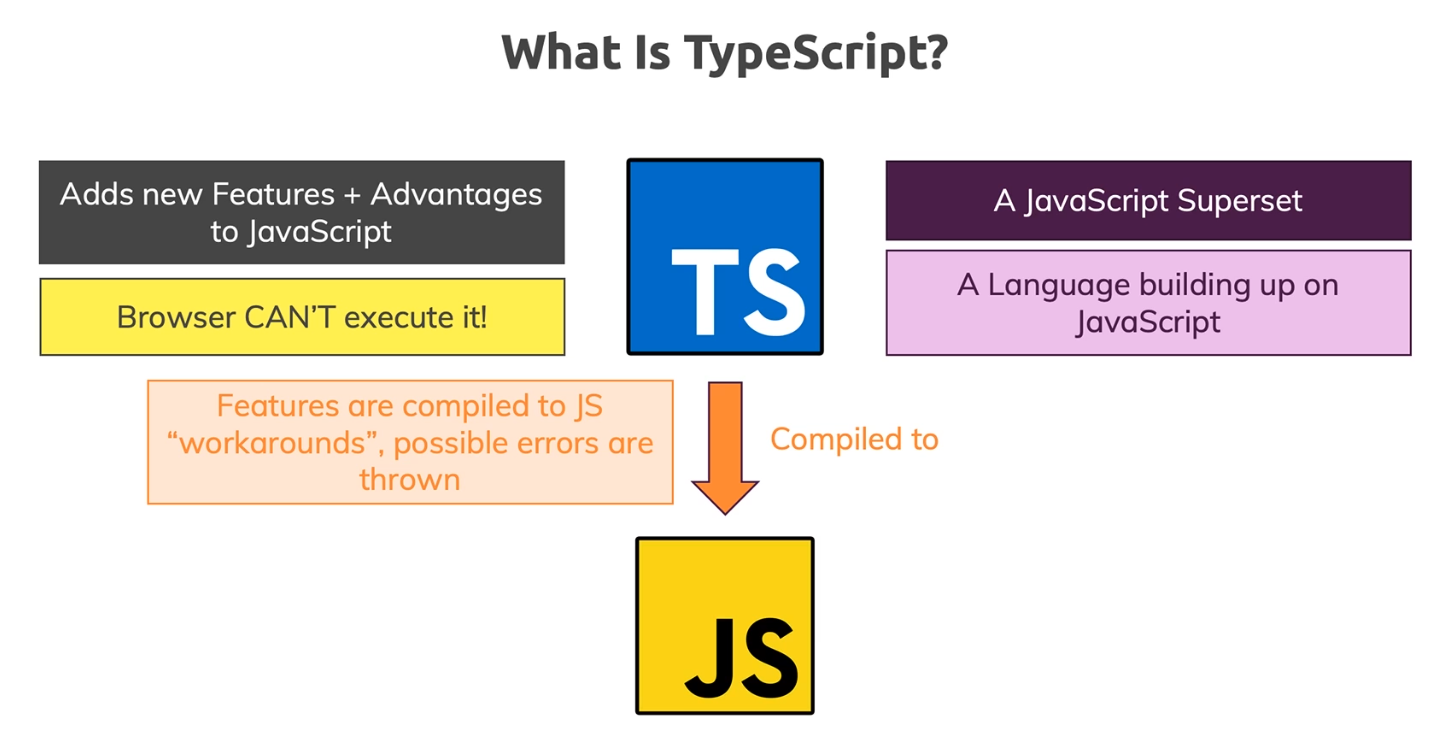 What Is TypeScript?
Adds new Features + Advantages
to JavaScript
Browser CAN’T execute it!
TS
A JavaScript Superset
A Language building up on
JavaScript
Features are compiled to JS
“workarounds”, possible errors are
thrown
Compiled to
JS